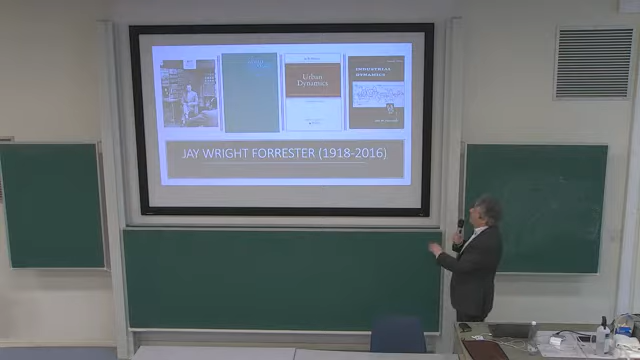 Urban
Dynamics
INDUSTRIAL
DYNAMICS
JAY WRIGHT FORRESTER (1918-2016)